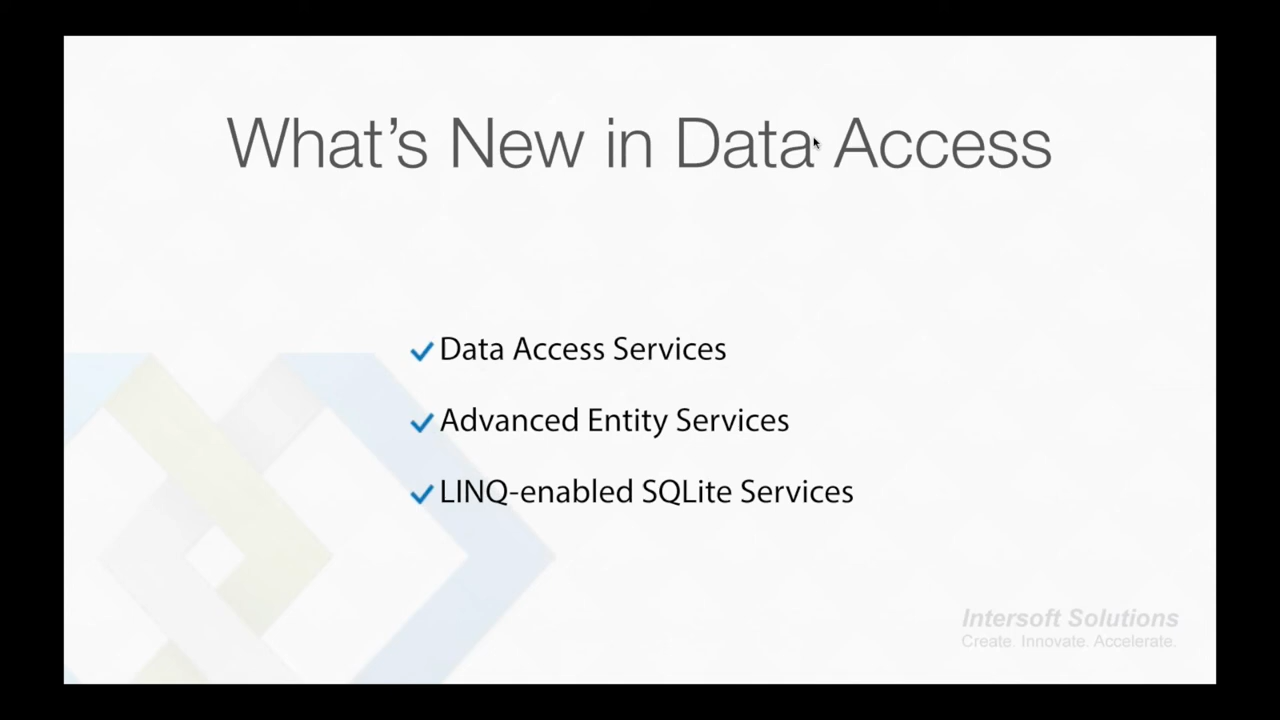 What's New in Data Access
Data Access Services
Advanced Entity Services
LINQ-enabled SQLite Services
Intersoft Solutions
Create. Innovate. Accelerate.